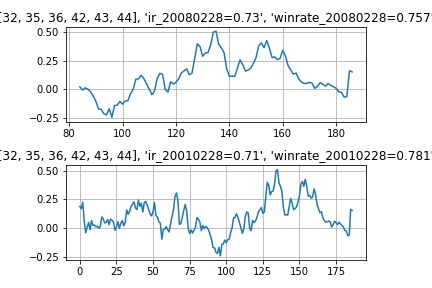 [32, 35, 36, 42, 43, 44], 'ir_20080228=0.73', 'winrate_20080228=0.757'
0.50
0.25
0.00
−0.25
80 100 120 140 160 180
[32, 35, 36, 42, 43, 44], 'ir_20010228=0.71', 'winrate_20010228=0.781'
0.50
0.25
0.00
−0.25
0 25 50 75 100 125 150 175